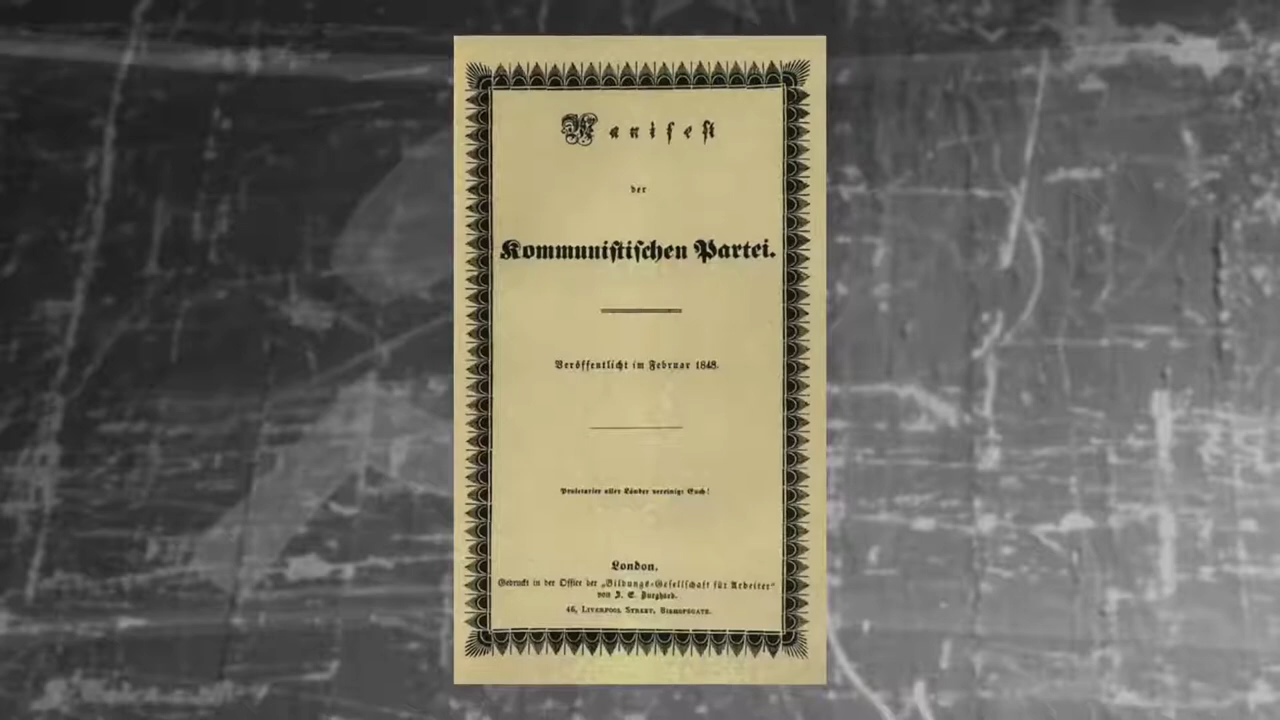 Manifest
der
Kommunistischen Partei.
Veröffentlicht im Februar 1848.
Proletarier aller Länder vereinigt Euch!
London.
Gedruckt in der Office der „Bildungs-Gesellschaft für Arbeiter“
von J. E. Burghard.
46, LIVERPOOL STREET, BISHOPSGATE.